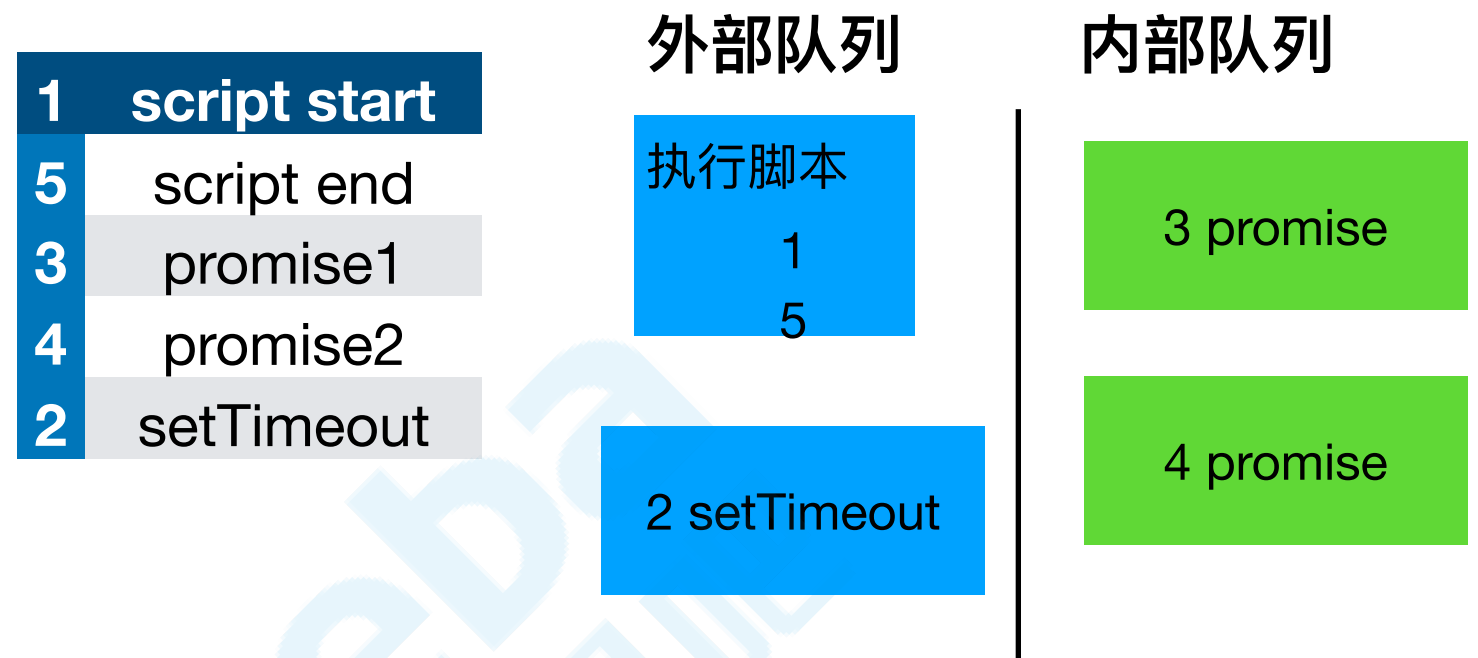 外部队列
内部队列
1 script start
5 script end
3 promise1
4 promise2
2 setTimeout
执行脚本
1
5
2 setTimeout
3 promise
4 promise